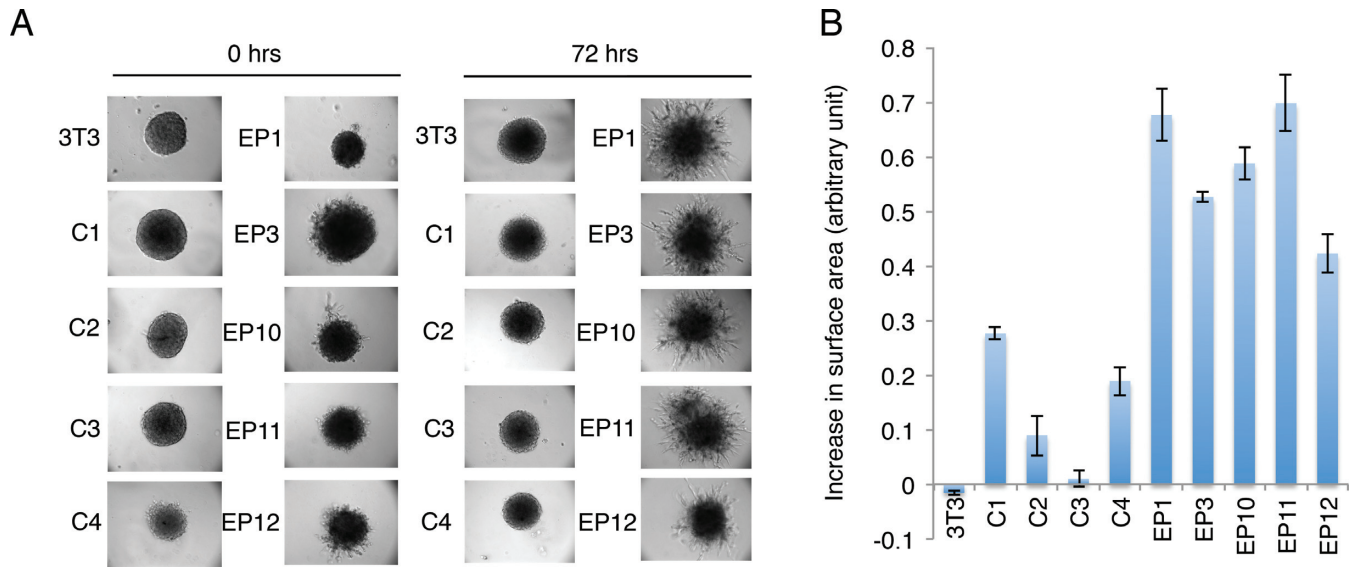 A
0 hrs
72 hrs
3T3 EP1 3T3 EP1
C1 EP3 C1 EP3
C2 EP10 C2 EP10
C3 EP11 C3 EP11
C4 EP12 C4 EP12
B
Increase in surface area (arbitrary unit)
0.8
0.7
0.6
0.5
0.4
0.3
0.2
0.1
0
-0.1
3T3 C1 C2 C3 C4 EP1 EP3 EP10 EP11 EP12